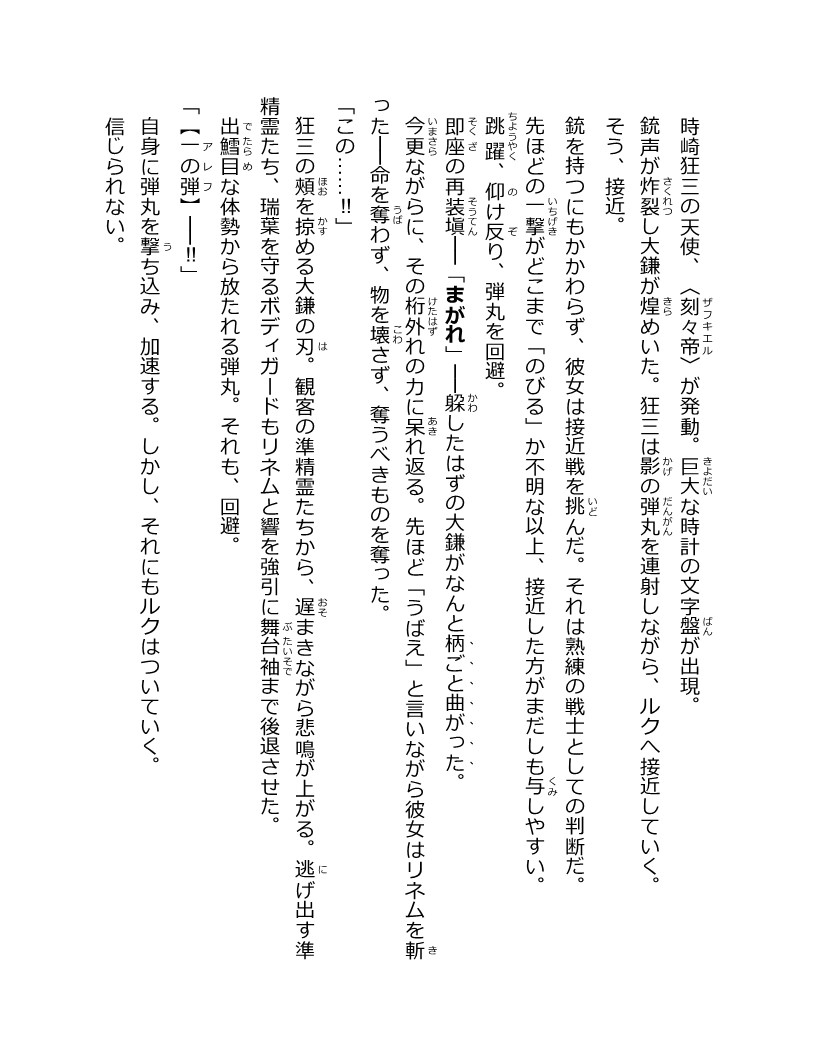 時崎狂三の天使、〈刻々帝〉が発動。巨大な時計の文字盤が出現。
銃声が炸裂し大鎌が煌めいた。狂三は影の弾丸を連射しながら、ルクへ接近していく。
そう、接近。
銃を持つにもかかわらず、彼女は接近戦を挑んだ。それは熟練の戦士としての判断だ。
先ほどの一撃がどこまで「のびる」か不明な以上、接近した方がまだしも与しやすい。
跳躍、仰け反り、弾丸を回避。
即座の再装塡──「まがれ」──躱したはずの大鎌がなんと柄ごと曲がった。
今更ながらに、その桁外れの力に呆れ返る。先ほど「うばえ」と言いながら彼女はリネムを斬
った──命を奪わず、物を壊さず、奪うべきものを奪った。
「この……‼」
狂三の頰を掠める大鎌の刃。観客の準精霊たちから、遅まきながら悲鳴が上がる。逃げ出す準
精霊たち、瑞葉を守るボディガードもリネムと響を強引に舞台袖まで後退させた。
出鱈目な体勢から放たれる弾丸。それも、回避。
「【一の弾】──‼」
自身に弾丸を撃ち込み、加速する。しかし、それにもルクはついていく。
信じられない。